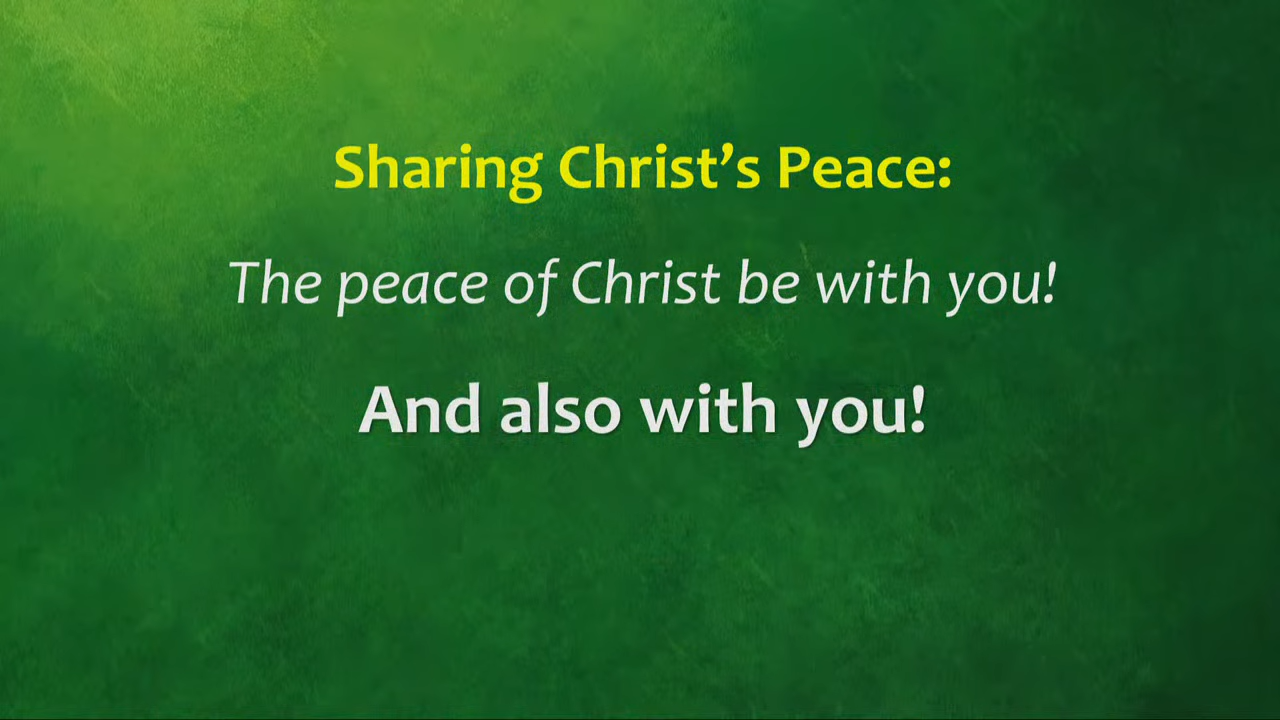 Sharing Christ’s Peace:
The peace of Christ be with you!
And also with you!